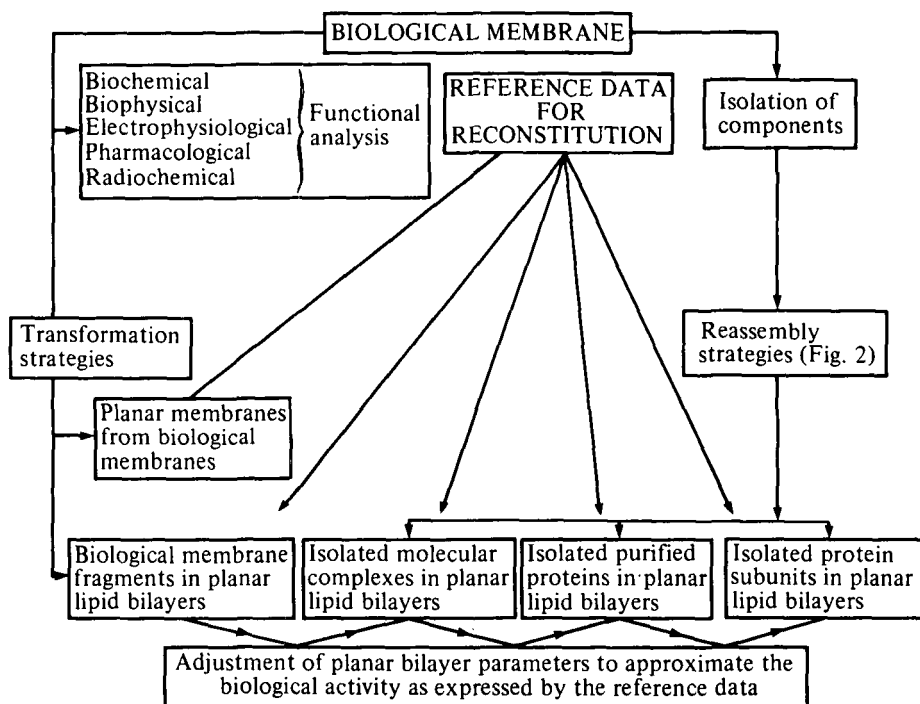 BIOLOGICAL MEMBRANE
Biochemical
Biophysical
Electrophysiological
Pharmacological
Radiochemical
Functional
analysis
REFERENCE DATA
FOR
RECONSTITUTION
Isolation of
components
Transformation
strategies
Reassembly
strategies (Fig. 2)
Planar membranes
from biological
membranes
Biological membrane
fragments in planar
lipid bilayers
Isolated molecular
complexes in planar
lipid bilayers
Isolated purified
proteins in planar
lipid bilayers
Isolated protein
subunits in planar
lipid bilayers
Adjustment of planar bilayer parameters to approximate the
biological activity as expressed by the reference data